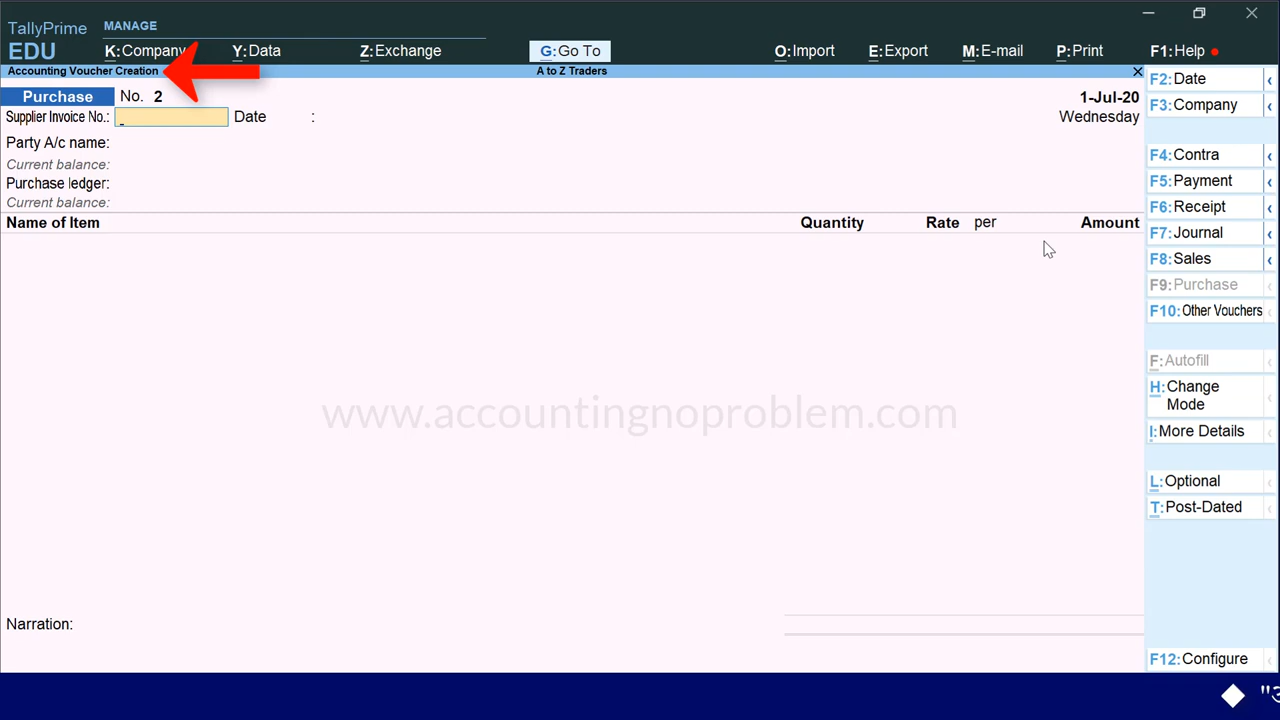 TallyPrime MANAGE
EDU K:Company Y:Data Z:Exchange G:Go To O:Import E:Export M:E-mail P:Print F1:Help
Accounting Voucher Creation A to Z Traders
Purchase No. 2 1-Jul-20
Supplier Invoice No.: Date : Wednesday
Party A/c name:
Current balance:
Purchase ledger:
Current balance:
Name of Item Quantity Rate per Amount
www.accountingnoproblem.com
Narration:
F2:Date
F3:Company
F4:Contra
F5:Payment
F6:Receipt
F7:Journal
F8:Sales
F9:Purchase
F10:Other Vouchers
F:Autofill
H:Change
Mode
I:More Details
L:Optional
T:Post-Dated
F12:Configure